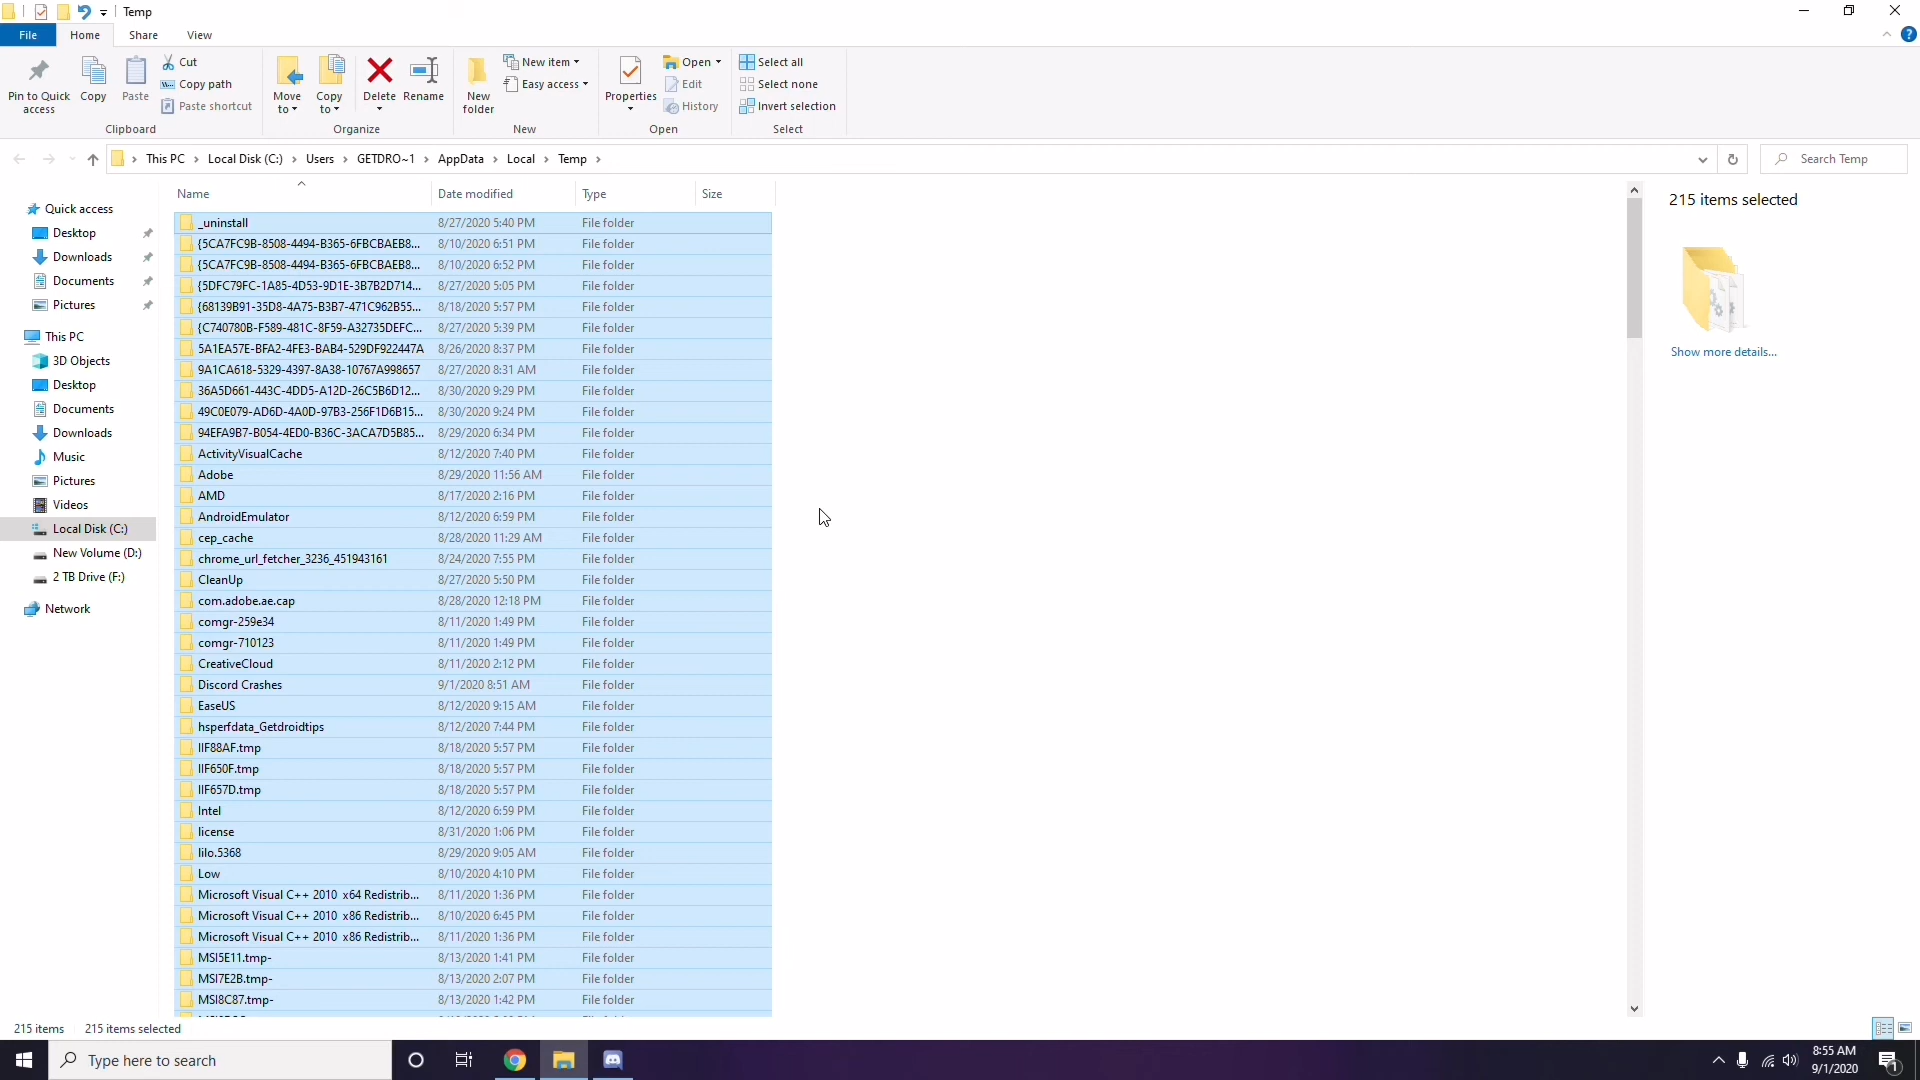 Temp
File Home Share View
Pin to Quick access
Copy
Paste
Cut
Copy path
Paste shortcut
Clipboard
Move to
Copy to
Delete
Rename
Organize
New folder
New item
Easy access
New
Properties
Open
Edit
History
Open
Select all
Select none
Invert selection
Select
This PC > Local Disk (C:) > Users > GETDRO~1 > AppData > Local > Temp >
Search Temp
Quick access
Desktop
Downloads
Documents
Pictures
This PC
3D Objects
Desktop
Documents
Downloads
Music
Pictures
Videos
Local Disk (C:)
New Volume (D:)
2 TB Drive (F:)
Network
Name Date modified Type Size
_uninstall 8/27/2020 5:40 PM File folder
{5CA7FC9B-8508-4494-B365-6FBCBAEB8... 8/10/2020 6:51 PM File folder
{5CA7FC9B-8508-4494-B365-6FBCBAEB8... 8/10/2020 6:52 PM File folder
{5DFC79FC-1A85-4D53-9D1E-3B7B2D714... 8/27/2020 5:05 PM File folder
{68139B91-35D8-4A75-B3B7-471C962B55... 8/18/2020 5:57 PM File folder
{C740780B-F589-481C-8F59-A32735DEFC... 8/27/2020 5:39 PM File folder
5A1EA57E-BFA2-4FE3-BAB4-529DF922447A 8/26/2020 8:37 PM File folder
9A1CA618-5329-4397-8A38-10767A998657 8/27/2020 8:31 AM File folder
36A5D661-443C-4DD5-A12D-26C5B6D12... 8/30/2020 9:29 PM File folder
49C0E079-AD6D-4A0D-97B3-256F1D6B15... 8/30/2020 9:24 PM File folder
94EFA9B7-B054-4ED0-B36C-3ACA7D5B85... 8/29/2020 6:34 PM File folder
ActivityVisualCache 8/12/2020 7:40 PM File folder
Adobe 8/29/2020 11:56 AM File folder
AMD 8/17/2020 2:16 PM File folder
AndroidEmulator 8/12/2020 6:59 PM File folder
cep_cache 8/28/2020 11:29 AM File folder
chrome_url_fetcher_3236_451943161 8/24/2020 7:55 PM File folder
CleanUp 8/27/2020 5:50 PM File folder
com.adobe.ae.cap 8/28/2020 12:18 PM File folder
comgr-259e34 8/11/2020 1:49 PM File folder
comgr-710123 8/11/2020 1:49 PM File folder
CreativeCloud 8/11/2020 2:12 PM File folder
Discord Crashes 9/1/2020 8:51 AM File folder
EaseUS 8/12/2020 9:15 AM File folder
hsperfdata_Getdroidtips 8/12/2020 7:44 PM File folder
IIF88AF.tmp 8/18/2020 5:57 PM File folder
IIF650F.tmp 8/18/2020 5:57 PM File folder
IIF657D.tmp 8/18/2020 5:57 PM File folder
Intel 8/12/2020 6:59 PM File folder
license 8/31/2020 1:06 PM File folder
lilo.5368 8/29/2020 9:05 AM File folder
Low 8/10/2020 4:10 PM File folder
Microsoft Visual C++ 2010 x64 Redistrib... 8/11/2020 1:36 PM File folder
Microsoft Visual C++ 2010 x86 Redistrib... 8/10/2020 6:45 PM File folder
Microsoft Visual C++ 2010 x86 Redistrib... 8/11/2020 1:36 PM File folder
MSI5E11.tmp- 8/13/2020 1:41 PM File folder
MSI7E2B.tmp- 8/13/2020 2:07 PM File folder
MSI8C87.tmp- 8/13/2020 1:42 PM File folder
215 items selected
Show more details...
215 items 215 items selected
Type here to search
8:55 AM
9/1/2020
1